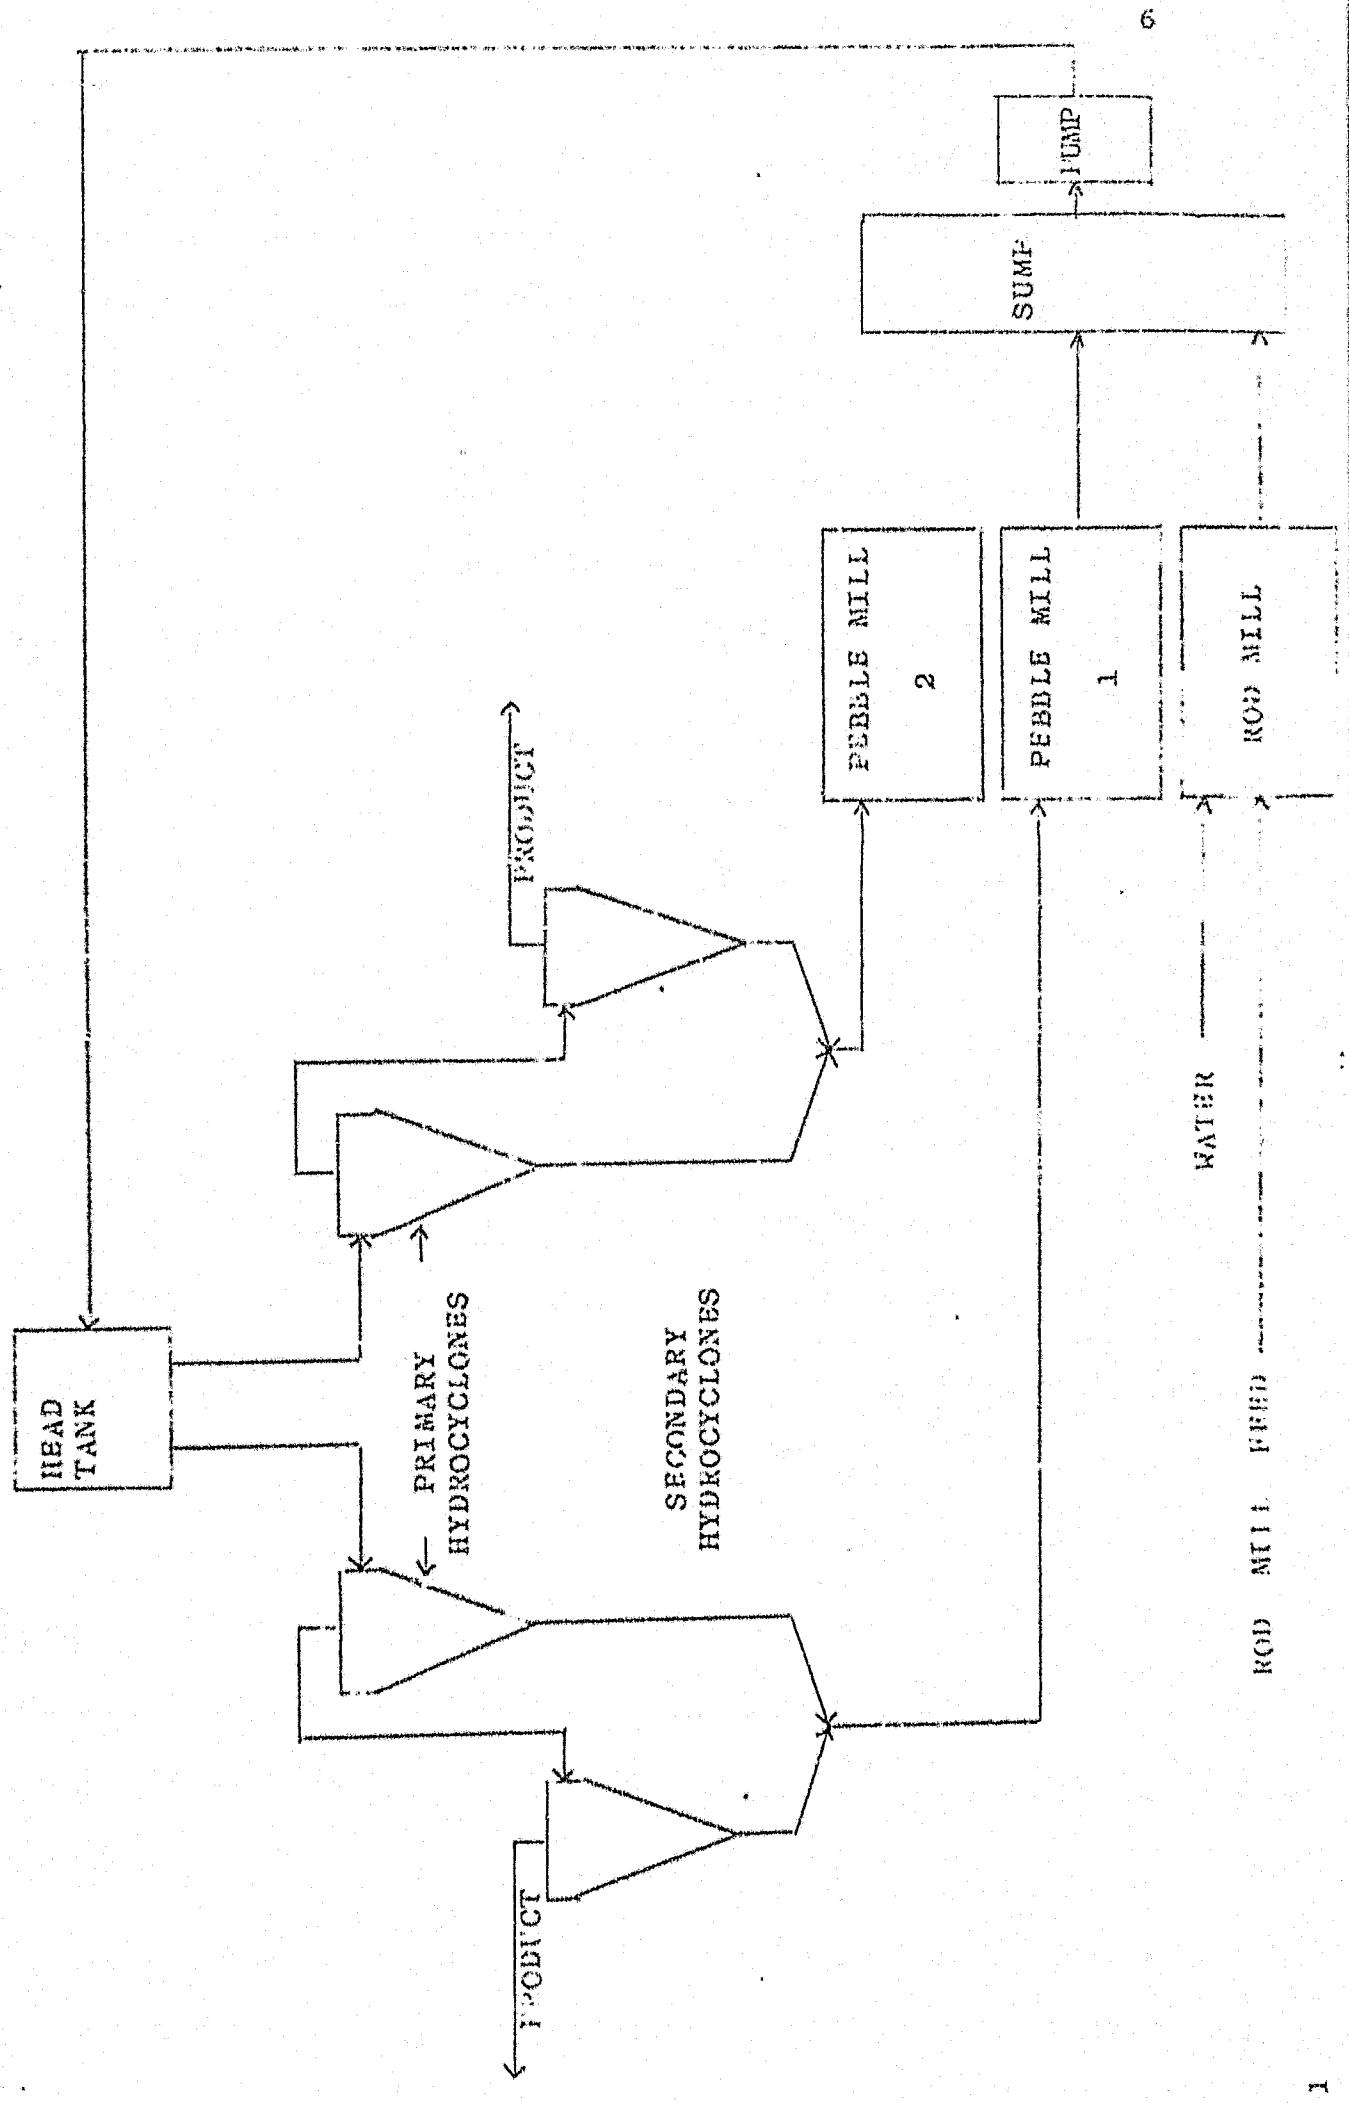 6
HEAD
TANK
PRIMARY
HYDROCYCLONES
SECONDARY
HYDROCYCLONES
PRODUCT
PRODUCT
PEBBLE MILL
2
PEBBLE MILL
1
ROD MILL
SUMP
PUMP
WATER
ROD MILL FEED
1